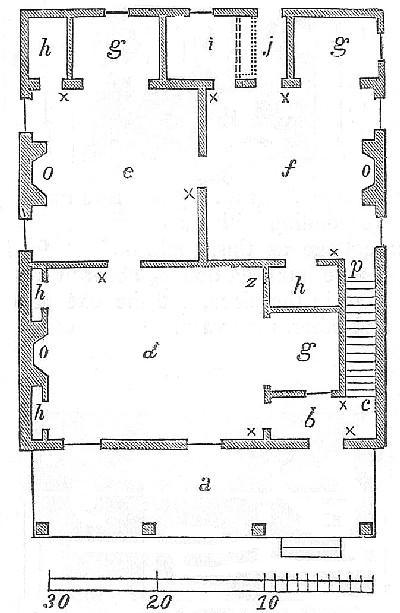 h g i j g
x x x
o e f o
x
x p
x z h
h
o d g
h c
b x
x x
a
30 20 10